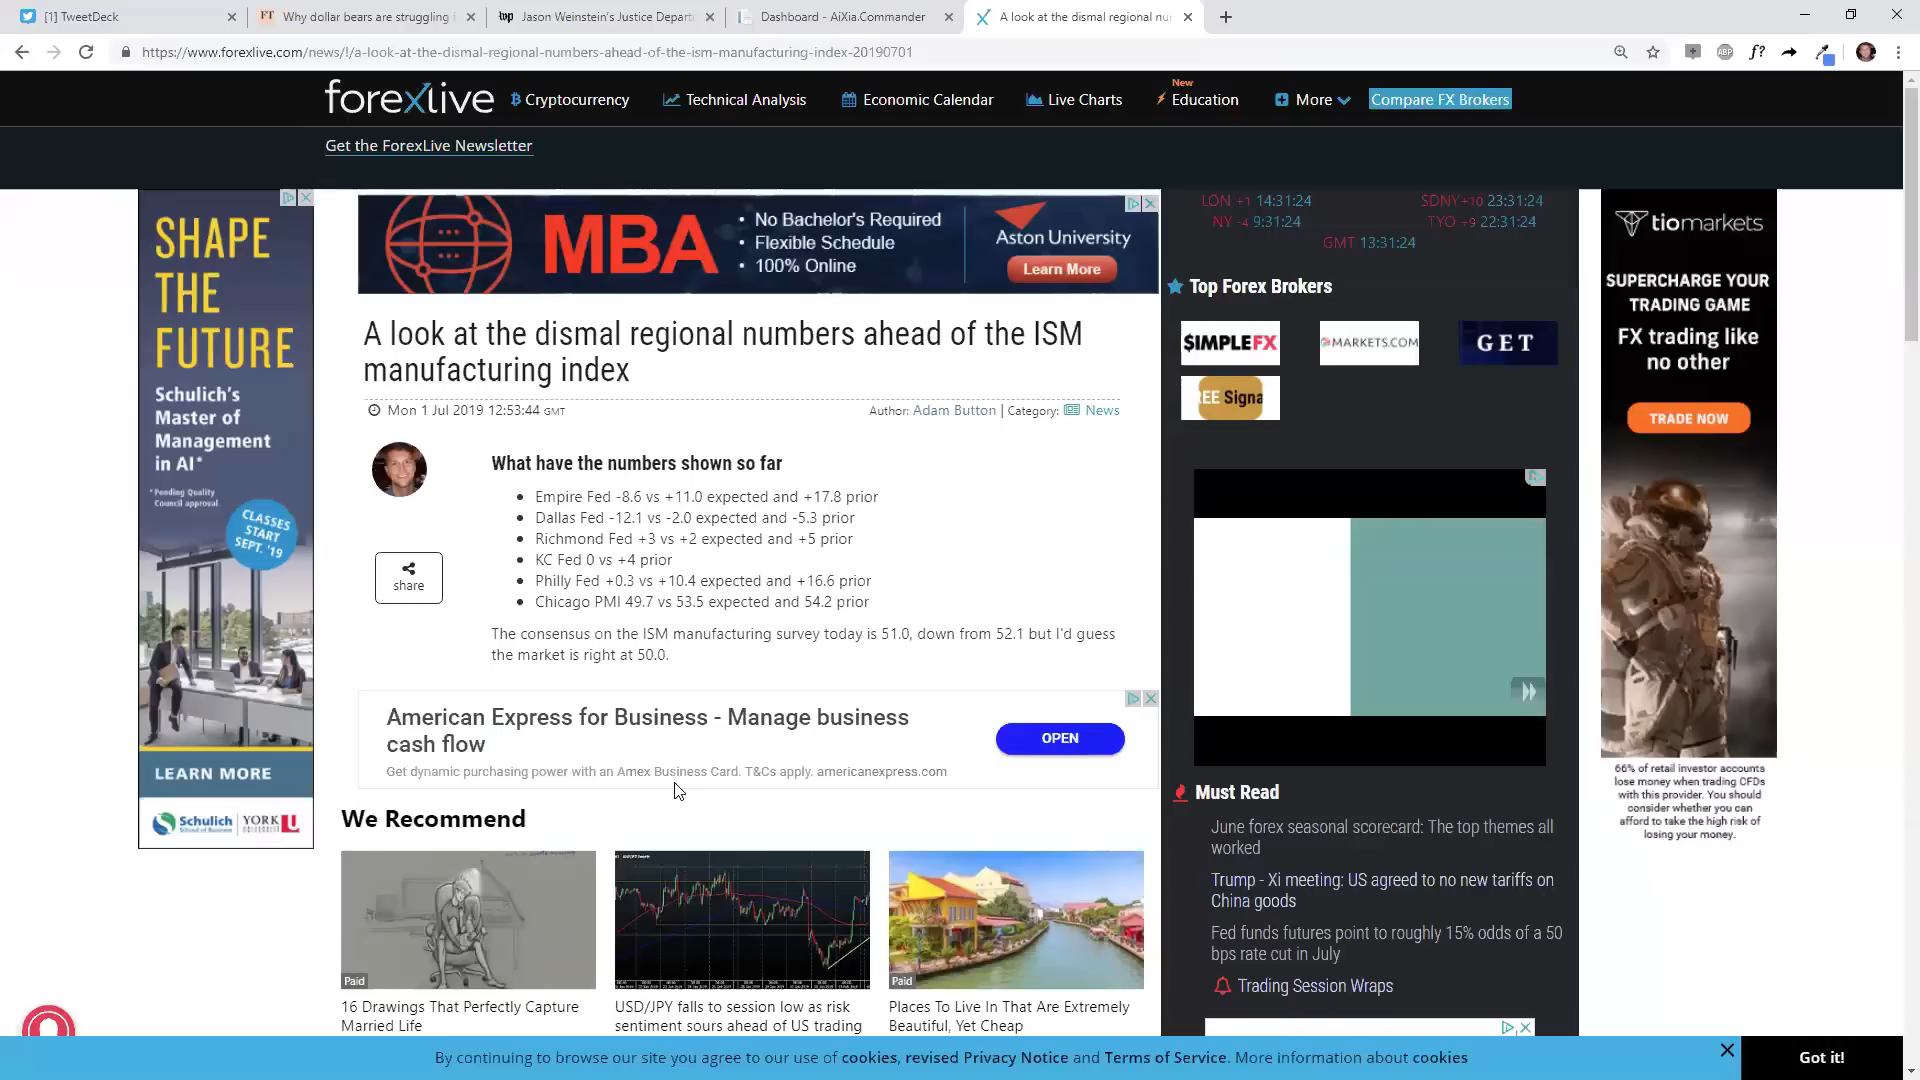 [1] TweetDeck
FT Why dollar bears are struggling
wp Jason Weinstein's Justice Depart
Dashboard - AiXia.Commander
A look at the dismal regional nu
https://www.forexlive.com/news/!/a-look-at-the-dismal-regional-numbers-ahead-of-the-ism-manufacturing-index-20190701
ABP
f?
forexlive
Cryptocurrency
Technical Analysis
Economic Calendar
Live Charts
New
Education
More
Compare FX Brokers
Get the ForexLive Newsletter
SHAPE
THE
FUTURE
Schulich's
Master of
Management
in AI*
*Pending Quality
Council approval
CLASSES
START
SEPT. '19
LEARN MORE
Schulich
School of Business
YORK
U
MBA
• No Bachelor's Required
• Flexible Schedule
• 100% Online
Aston University
Learn More
A look at the dismal regional numbers ahead of the ISM
manufacturing index
Mon 1 Jul 2019 12:53:44 GMT
Author: Adam Button | Category: News
share
What have the numbers shown so far
• Empire Fed -8.6 vs +11.0 expected and +17.8 prior
• Dallas Fed -12.1 vs -2.0 expected and -5.3 prior
• Richmond Fed +3 vs +2 expected and +5 prior
• KC Fed 0 vs +4 prior
• Philly Fed +0.3 vs +10.4 expected and +16.6 prior
• Chicago PMI 49.7 vs 53.5 expected and 54.2 prior
The consensus on the ISM manufacturing survey today is 51.0, down from 52.1 but I'd guess
the market is right at 50.0.
American Express for Business - Manage business
cash flow
Get dynamic purchasing power with an Amex Business Card. T&Cs apply. americanexpress.com
OPEN
We Recommend
Paid
16 Drawings That Perfectly Capture
Married Life
USD/JPY falls to session low as risk
sentiment sours ahead of US trading
Paid
Places To Live In That Are Extremely
Beautiful, Yet Cheap
LON +1 14:31:24
SDNY+10 23:31:24
NY -4 9:31:24
TYO +9 22:31:24
GMT 13:31:24
Top Forex Brokers
$IMPLEFX
MARKETS.COM
GET
EE Signa
Must Read
June forex seasonal scorecard: The top themes all
worked
Trump - Xi meeting: US agreed to no new tariffs on
China goods
Fed funds futures point to roughly 15% odds of a 50
bps rate cut in July
Trading Session Wraps
tiomarkets
SUPERCHARGE YOUR
TRADING GAME
FX trading like
no other
TRADE NOW
66% of retail investor accounts
lose money when trading CFDs
with this provider. You should
consider whether you can
afford to take the high risk of
losing your money.
By continuing to browse our site you agree to our use of cookies, revised Privacy Notice and Terms of Service. More information about cookies
Got it!